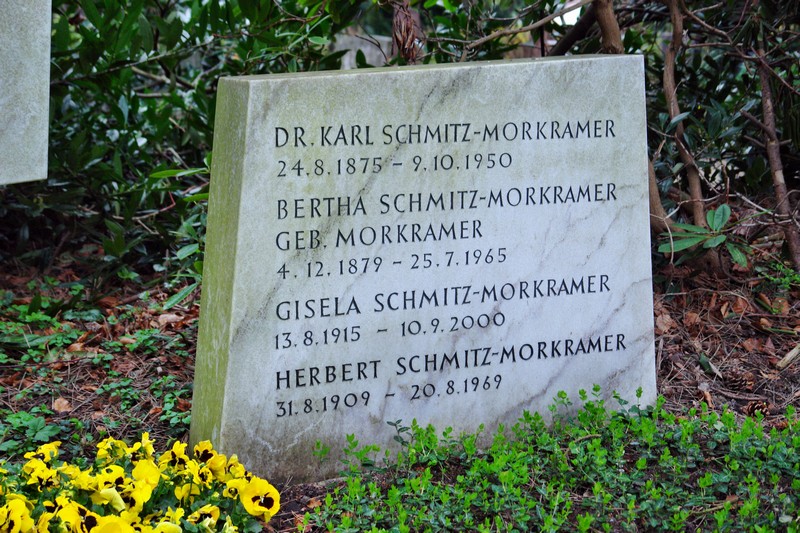 DR. KARL SCHMITZ-MORKRAMER
24.8.1875 - 9.10.1950
BERTHA SCHMITZ-MORKRAMER
GEB. MORKRAMER
4.12.1879 - 25.7.1965
GISELA SCHMITZ-MORKRAMER
13.8.1915 - 10.9.2000
HERBERT SCHMITZ-MORKRAMER
31.8.1909 - 20.8.1969